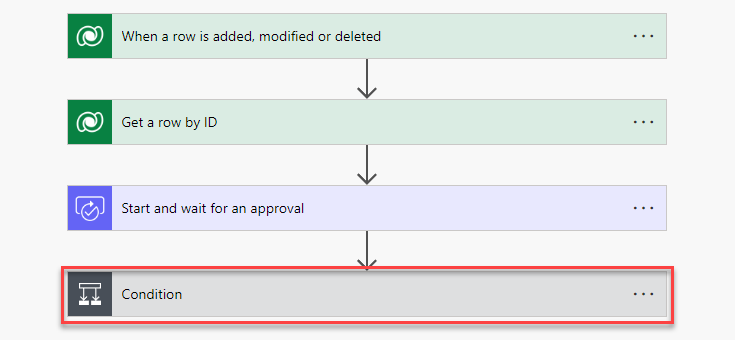 When a row is added, modified or deleted
Get a row by ID
Start and wait for an approval
Condition